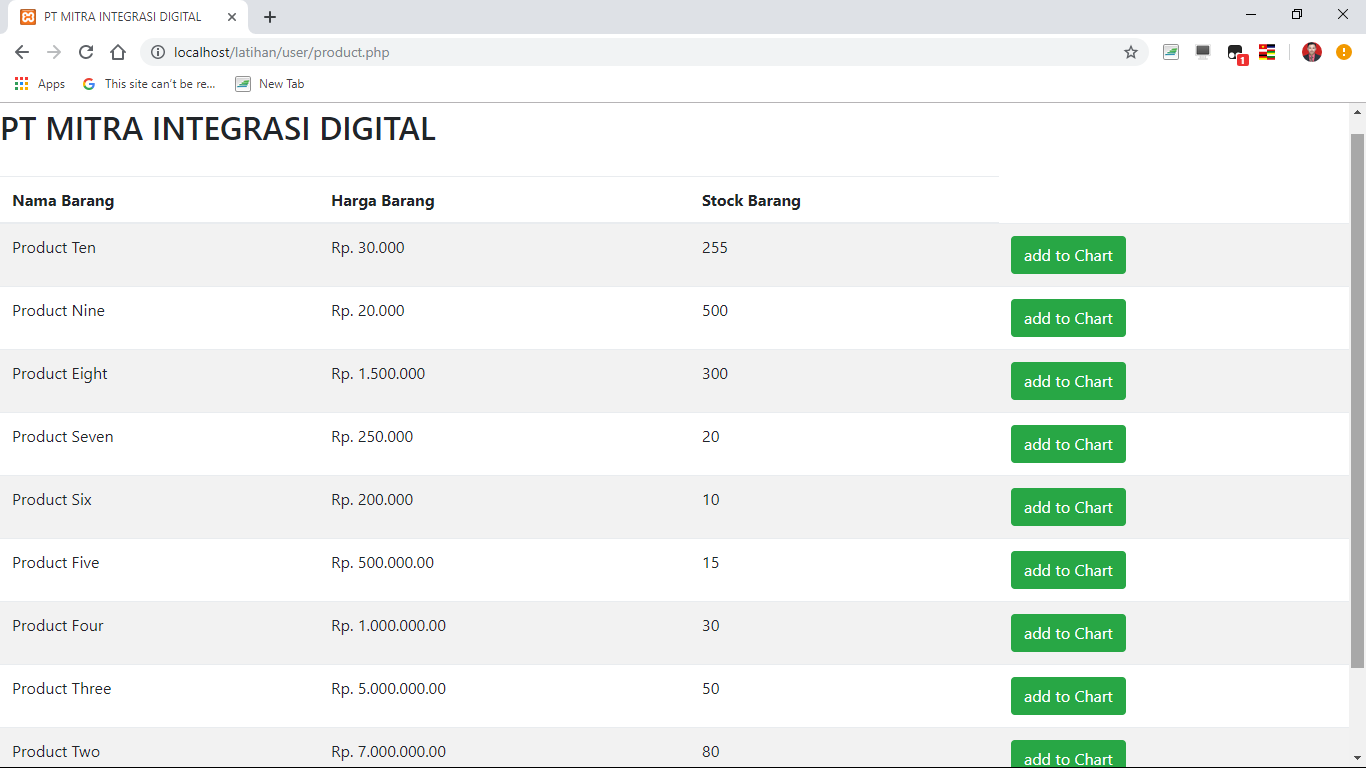 PT MITRA INTEGRASI DIGITAL
localhost/latihan/user/product.php
1
Apps
This site can't be re...
New Tab
PT MITRA INTEGRASI DIGITAL
Nama Barang Harga Barang Stock Barang
Product Ten Rp. 30.000 255 add to Chart
Product Nine Rp. 20.000 500 add to Chart
Product Eight Rp. 1.500.000 300 add to Chart
Product Seven Rp. 250.000 20 add to Chart
Product Six Rp. 200.000 10 add to Chart
Product Five Rp. 500.000.00 15 add to Chart
Product Four Rp. 1.000.000.00 30 add to Chart
Product Three Rp. 5.000.000.00 50 add to Chart
Product Two Rp. 7.000.000.00 80 add to Chart